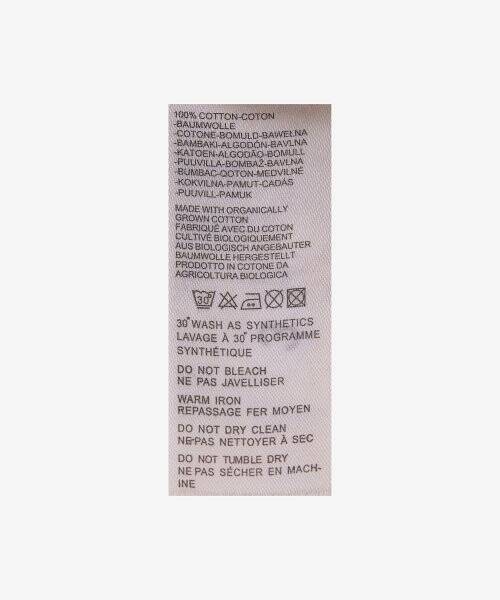 100% COTTON-COTON
-BAUMWOLLE
-COTONE-BOMULD-BAWEŁNA
-BAMBAKI-ALGODÓN-BAVLNA
-KATOEN-ALGODÃO-BOMULL
-PUUVILLA-BOMBAŽ-BAVLNA
-BUMBAC-QOTON-MEDVILNĖ
-KOKVILNA-PAMUT-CADÁS
-PUUVILL-PAMUK
MADE WITH ORGANICALLY
GROWN COTTON
FABRIQUÉ AVEC DU COTON
CULTIVÉ BIOLOGIQUEMENT
AUS BIOLOGISCH ANGEBAUTER
BAUMWOLLE HERGESTELLT
PRODOTTO IN COTONE DA
AGRICOLTURA BIOLOGICA
30°
30° WASH AS SYNTHETICS
LAVAGE À 30° PROGRAMME
SYNTHÉTIQUE
DO NOT BLEACH
NE PAS JAVELLISER
WARM IRON
REPASSAGE FER MOYEN
DO NOT DRY CLEAN
NE PAS NETTOYER À SEC
DO NOT TUMBLE DRY
NE PAS SÉCHER EN MACH-
INE